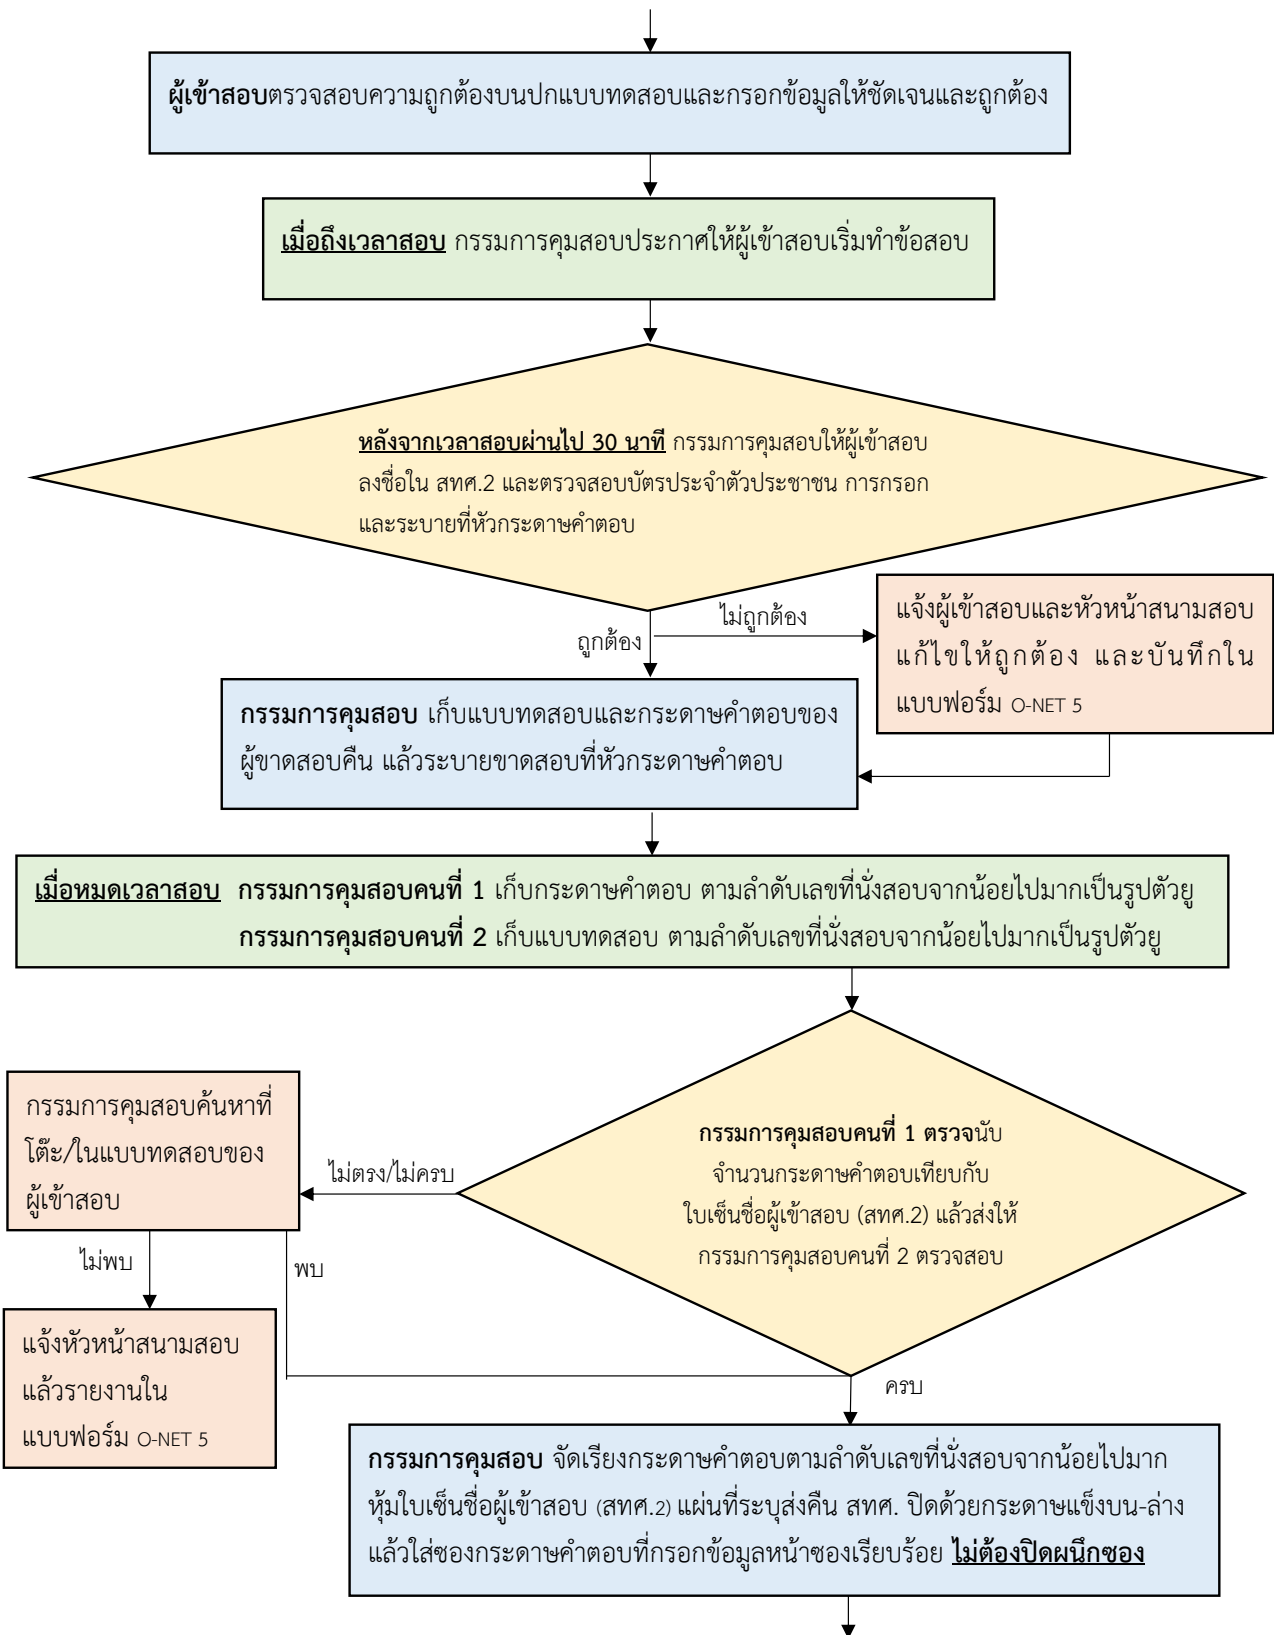 ผู้เข้าสอบตรวจสอบความถูกต้องบนปกแบบทดสอบและกรอกข้อมูลให้ชัดเจนและถูกต้อง
เมื่อถึงเวลาสอบ กรรมการคุมสอบประกาศให้ผู้เข้าสอบเริ่มทำข้อสอบ
หลังจากเวลาสอบผ่านไป 30 นาที กรรมการคุมสอบให้ผู้เข้าสอบ
ลงชื่อใน สทศ.2 และตรวจสอบบัตรประจำตัวประชาชน การกรอก
และระบายที่หัวกระดาษคำตอบ
ไม่ถูกต้อง
ถูกต้อง
แจ้งผู้เข้าสอบและหัวหน้าสนามสอบ
แก้ไขให้ถูกต้อง และบันทึกใน
แบบฟอร์ม O-NET 5
กรรมการคุมสอบ เก็บแบบทดสอบและกระดาษคำตอบของ
ผู้ขาดสอบคืน แล้วระบายขาดสอบที่หัวกระดาษคำตอบ
เมื่อหมดเวลาสอบ กรรมการคุมสอบคนที่ 1 เก็บกระดาษคำตอบ ตามลำดับเลขที่นั่งสอบจากน้อยไปมากเป็นรูปตัวยู
กรรมการคุมสอบคนที่ 2 เก็บแบบทดสอบ ตามลำดับเลขที่นั่งสอบจากน้อยไปมากเป็นรูปตัวยู
กรรมการคุมสอบคนที่ 1 ตรวจนับ
จำนวนกระดาษคำตอบเทียบกับ
ใบเซ็นชื่อผู้เข้าสอบ (สทศ.2) แล้วส่งให้
กรรมการคุมสอบคนที่ 2 ตรวจสอบ
ไม่ตรง/ไม่ครบ
กรรมการคุมสอบค้นหาที่
โต๊ะ/ในแบบทดสอบของ
ผู้เข้าสอบ
ไม่พบ
พบ
แจ้งหัวหน้าสนามสอบ
แล้วรายงานใน
แบบฟอร์ม O-NET 5
ครบ
กรรมการคุมสอบ จัดเรียงกระดาษคำตอบตามลำดับเลขที่นั่งสอบจากน้อยไปมาก
หุ้มใบเซ็นชื่อผู้เข้าสอบ (สทศ.2) แผ่นที่ระบุส่งคืน สทศ. ปิดด้วยกระดาษแข็งบน-ล่าง
แล้วใส่ซองกระดาษคำตอบที่กรอกข้อมูลหน้าซองเรียบร้อย ไม่ต้องปิดผนึกซอง